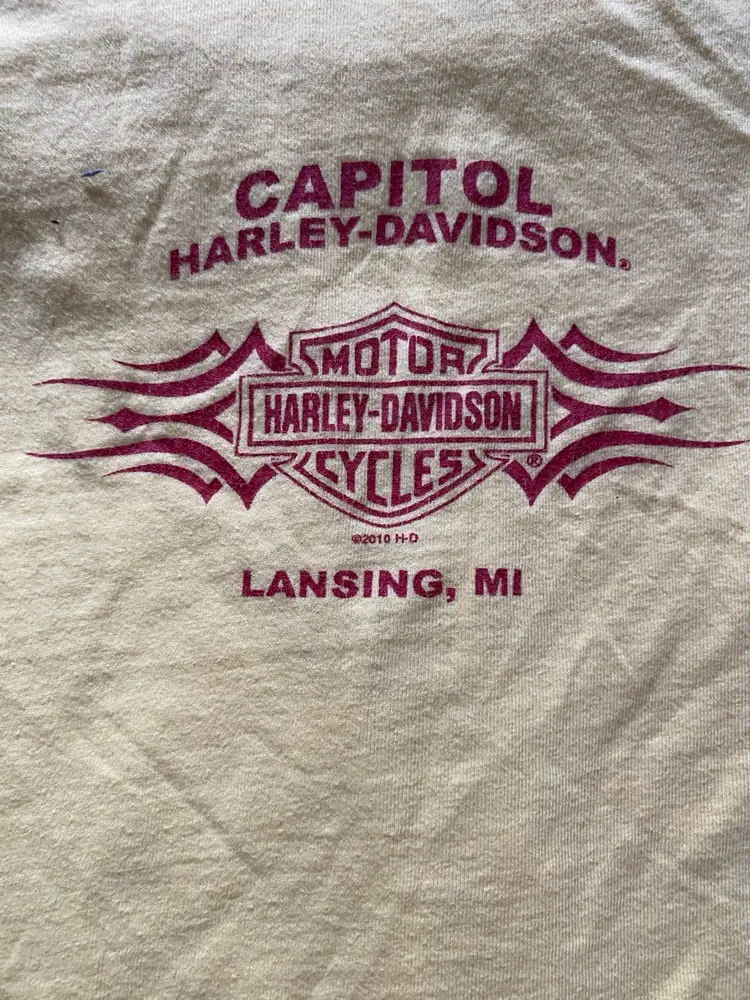 CAPITOL
HARLEY-DAVIDSON®
MOTOR
HARLEY-DAVIDSON
CYCLES ®
©2010 H-D
LANSING, MI